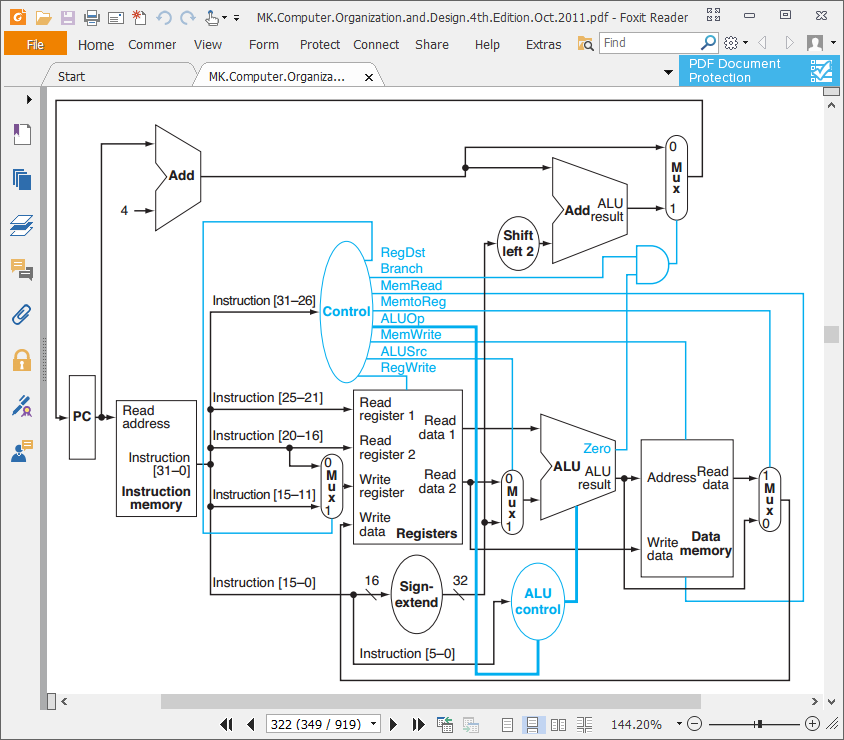 MK.Computer.Organization.and.Design.4th.Edition.Oct.2011.pdf - Foxit Reader
File Home Commer View Form Protect Connect Share Help Extras Find
Start MK.Computer.Organiza... PDF Document
Protection
0
M
u
x
1
Add
4
Add ALU
result
Shift
left 2
RegDst
Branch
MemRead
MemtoReg
ALUOp
MemWrite
ALUSrc
RegWrite
Control
Instruction [31–26]
Instruction [25–21]
Instruction [20–16]
Instruction [15–11]
Instruction [15–0]
Instruction [5–0]
PC
Read
address
Instruction
[31–0]
Instruction
memory
0
M
u
x
1
Read
register 1
Read
register 2
Write
register
Write
data
Read
data 1
Read
data 2
Registers
0
M
u
x
1
Zero
ALU ALU
result
Address Read
data
Write
data
Data
memory
1
M
u
x
0
16
Sign-
extend
32
ALU
control
322 (349 / 919) 144.20%